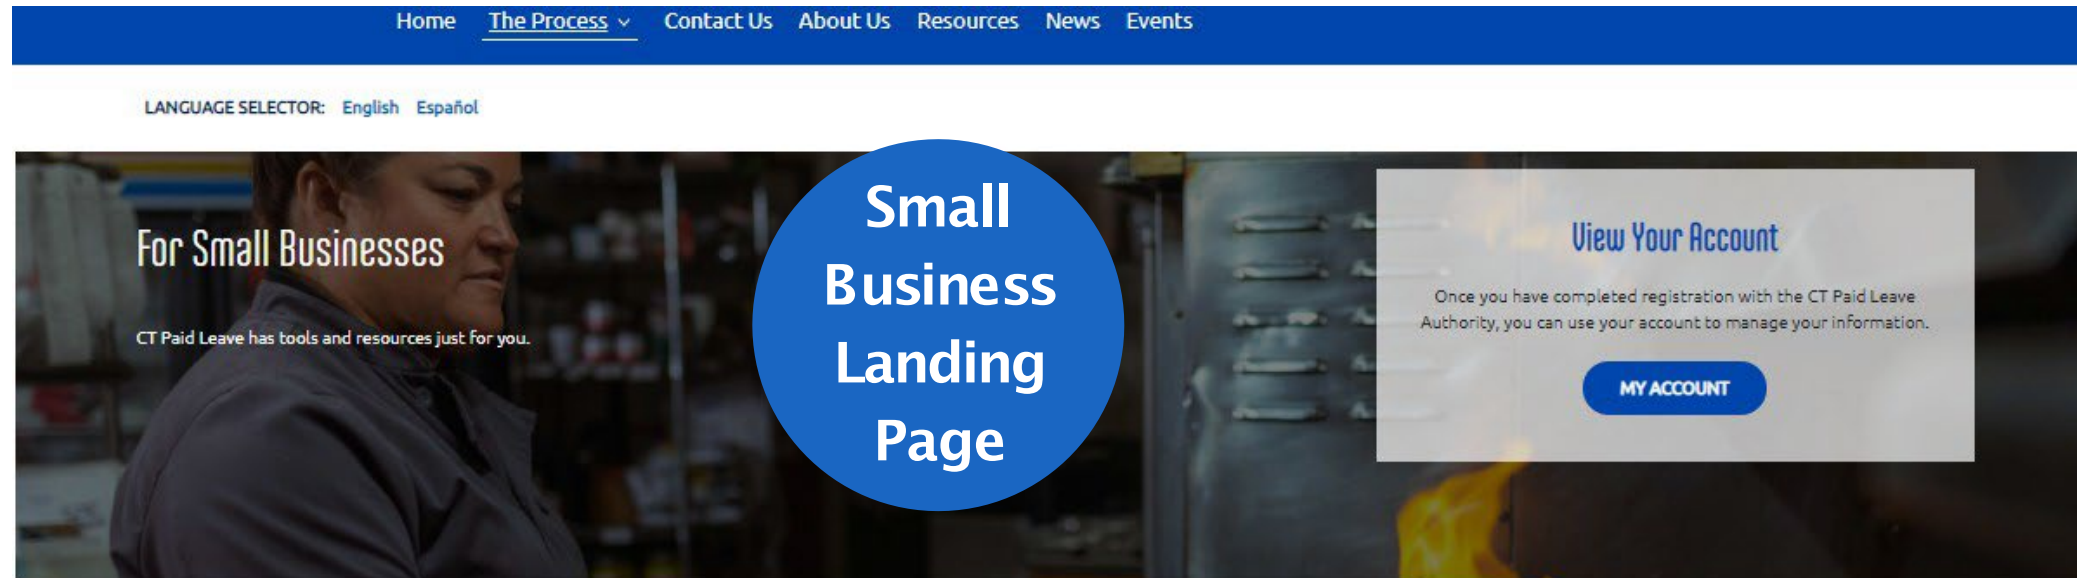 Home The Process Contact Us About Us Resources News Events
LANGUAGE SELECTOR: English Español
For Small Businesses
CT Paid Leave has tools and resources just for you.
Small
Business
Landing
Page
View Your Account
Once you have completed registration with the CT Paid Leave
Authority, you can use your account to manage your information.
MY ACCOUNT